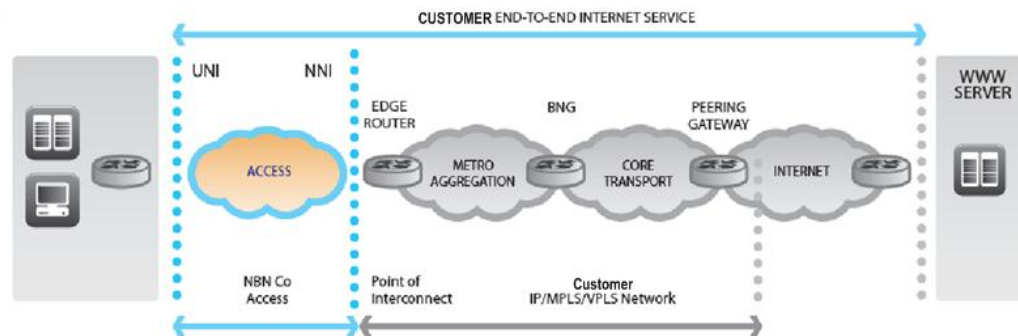 CUSTOMER END-TO-END INTERNET SERVICE
UNI
NNI
WWW
SERVER
EDGE
ROUTER
BNG
PEERING
GATEWAY
ACCESS
METRO
AGGREGATION
CORE
TRANSPORT
INTERNET
NBN Co
Access
Point of
Interconnect
Customer
IP/MPLS/VPLS Network